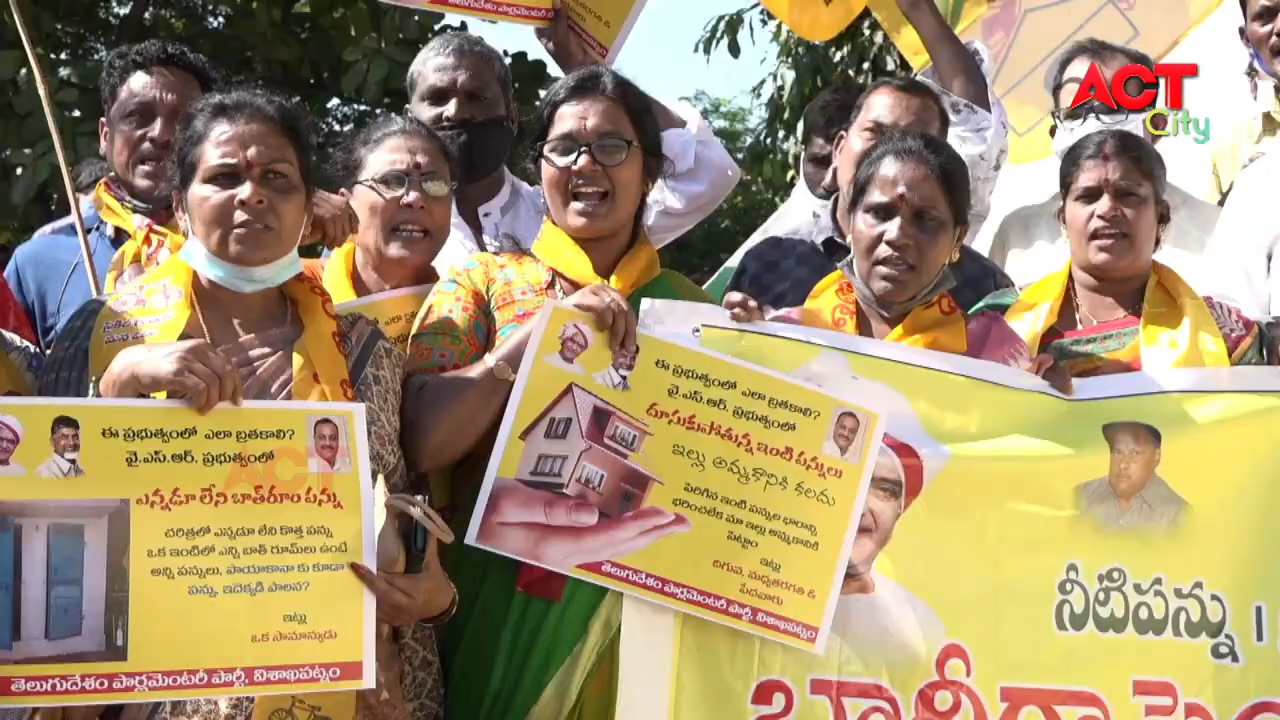 ACT
City
ఈ ప్రభుత్వంలో ఎలా బ్రతకాలి?
వై.ఎస్.ఆర్. ప్రభుత్వంలో
ఎన్నడూ లేని బాత్‌రూం పన్ను
చరిత్రలో ఎన్నడూ లేని కొత్త పన్ను
ఒక ఇంటిలో ఎన్ని బాత్ రూమ్‌లు ఉంటే
అన్ని పన్నులు, పాయాకానా కు కూడా
పన్ను. ఇదెక్కడి పాలన?
ఇట్లు
ఒక సామాన్యుడు
తెలుగుదేశం పార్లమెంటరీ పార్టీ, విశాఖపట్నం
ఈ ప్రభుత్వంలో ఎలా బ్రతకాలి?
వై.ఎస్.ఆర్. ప్రభుత్వంలో
దూసుకుపోతున్న ఇంటి పన్నులు
ఇల్లు అమ్మకానికి కలదు
పెరిగిన ఇంటి పన్నుల భారాన్ని
భరించలేక మా ఇల్లు అమ్మకానికి
పెట్టాం
ఇట్లు
దిగువ, మధ్యతరగతి &
పేదవారు
తెలుగుదేశం పార్లమెంటరీ పార్టీ, విశాఖపట్నం
నీటిపన్ను
తెలుగుదేశం పార్లమెంటరీ పార్టీ, విశాఖ